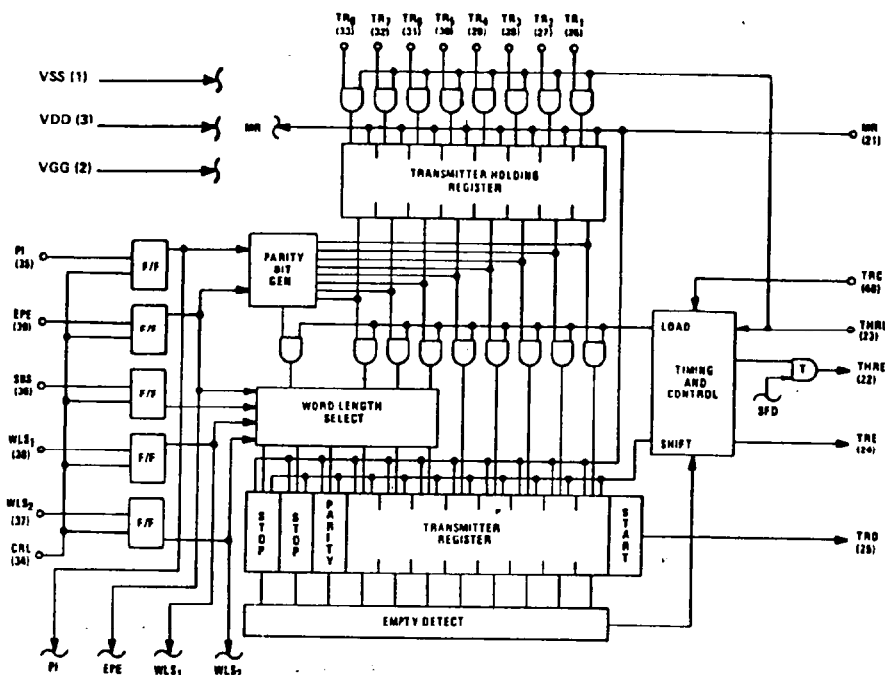 TR8 (33)
TR7 (32)
TR6 (31)
TR5 (30)
TR4 (29)
TR3 (28)
TR2 (27)
TR1 (26)
VSS (1)
VDD (3)
VGG (2)
MR
MR
(21)
TRANSMITTER HOLDING
REGISTER
PI
(35)
F/F
PARITY
BIT
GEN
TRC
(40)
EPE
(39)
F/F
LOAD
THRL
(23)
TIMING
AND
CONTROL
T
THRE
(22)
SFD
SBS
(36)
F/F
WORD LENGTH
SELECT
WLS1
(38)
F/F
SHIFT
TRE
(24)
WLS2
(37)
F/F
STOP
STOP
PARITY
TRANSMITTER
REGISTER
START
TRO
(25)
CRL
(34)
EMPTY DETECT
PI
EPE
WLS1
WLS2